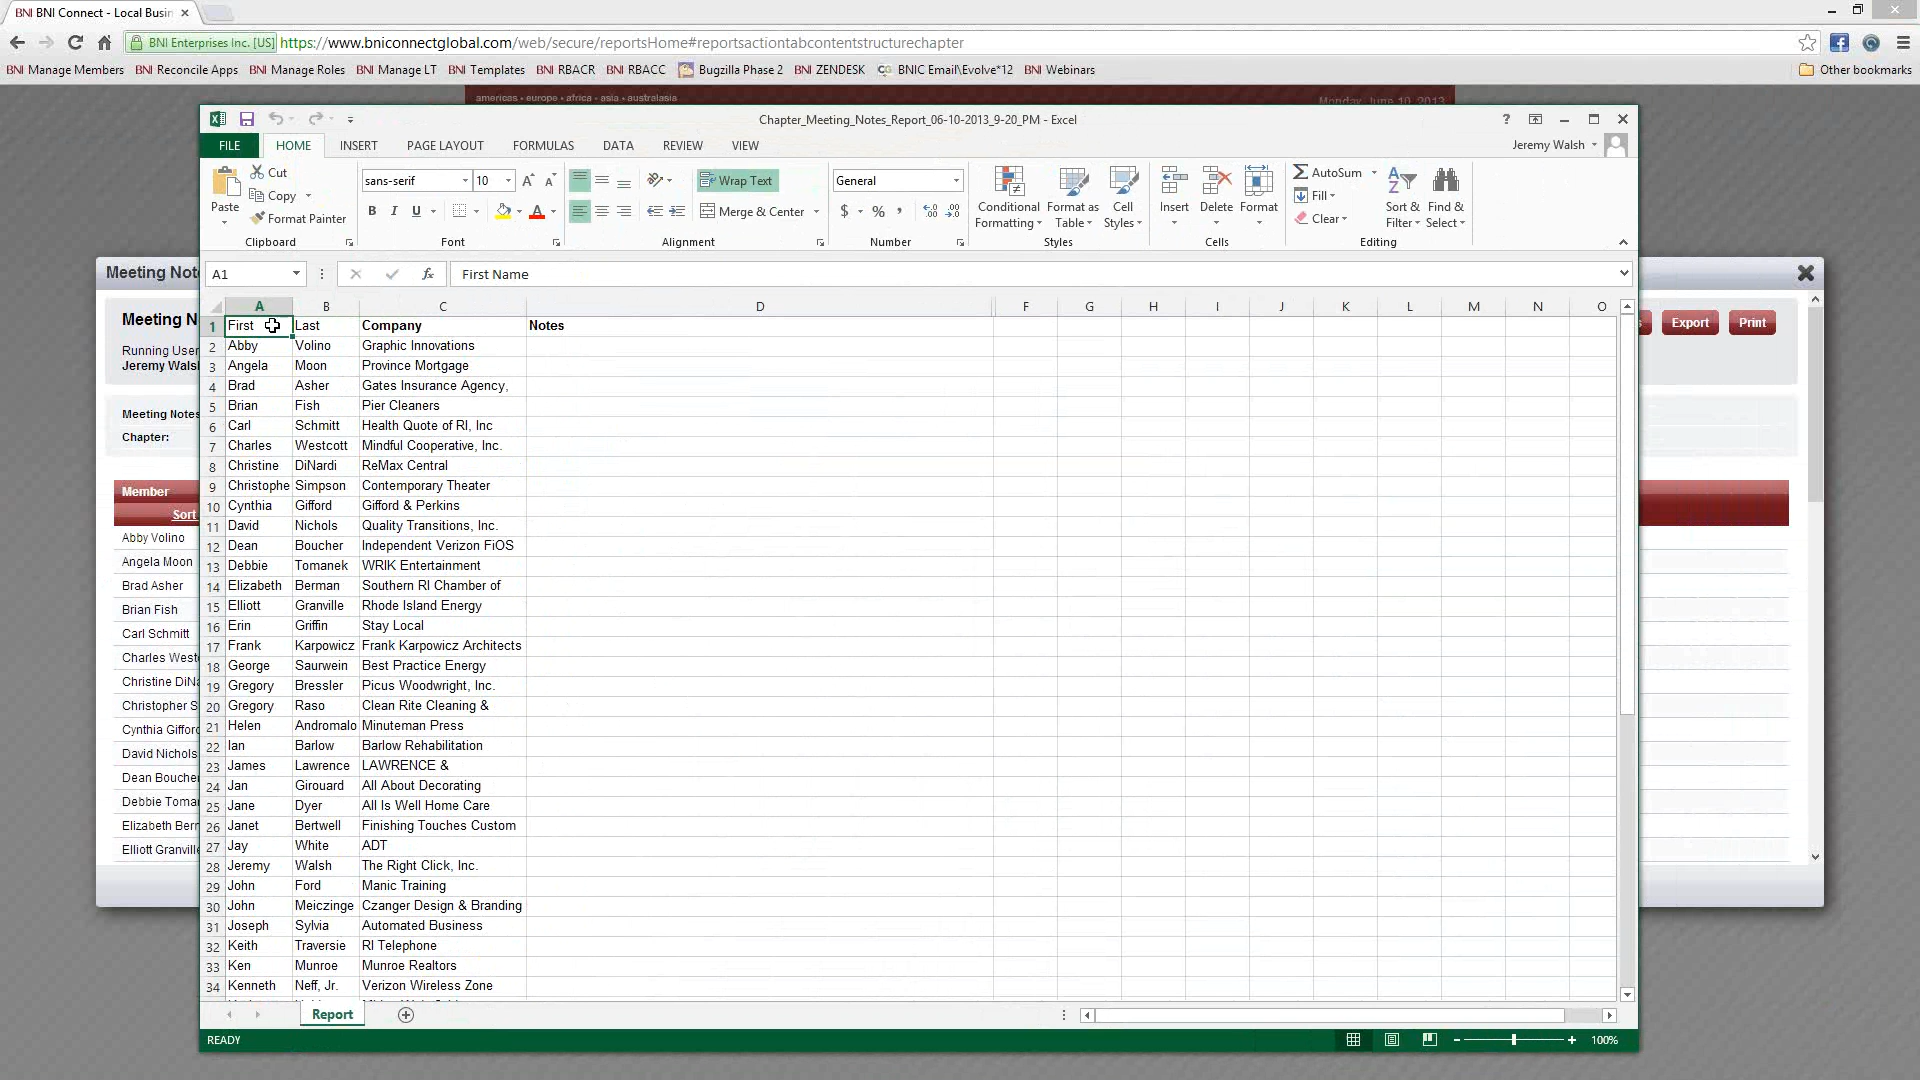 BNI BNI Connect - Local Busin
BNI Enterprises Inc. [US] https://www.bniconnectglobal.com/web/secure/reportsHome#reportsactiontabcontentstructurechapter
BNI Manage Members BNI Reconcile Apps BNI Manage Roles BNI Manage LT BNI Templates BNI RBACR BNI RBACC Bugzilla Phase 2 BNI ZENDESK BNIC Email\Evolve*12 BNI Webinars Other bookmarks
americas • europe • africa • asia • australasia Monday, June 10, 2013
Chapter_Meeting_Notes_Report_06-10-2013_9-20_PM - Excel
FILE HOME INSERT PAGE LAYOUT FORMULAS DATA REVIEW VIEW Jeremy Walsh
Paste Cut Copy Format Painter
sans-serif 10
B I U A
Wrap Text
Merge & Center
General
$ % ,
Conditional Formatting Format as Table Cell Styles
Insert Delete Format
AutoSum
Fill
Clear
Sort & Filter Find & Select
Clipboard Font Alignment Number Styles Cells Editing
A1 fx First Name
Meeting Not
Meeting N
Running User
Jeremy Wals
Meeting Notes
Chapter:
Member
Sort
Abby Volino
Angela Moon
Brad Asher
Brian Fish
Carl Schmitt
Charles West
Christine DiNa
Christopher S
Cynthia Giffor
David Nichols
Dean Bouche
Debbie Toma
Elizabeth Ber
Elliott Granvill
s Export Print
A B C D F G H I J K L M N O
1 First Last Company Notes
2 Abby Volino Graphic Innovations
3 Angela Moon Province Mortgage
4 Brad Asher Gates Insurance Agency,
5 Brian Fish Pier Cleaners
6 Carl Schmitt Health Quote of RI, Inc
7 Charles Westcott Mindful Cooperative, Inc.
8 Christine DiNardi ReMax Central
9 Christophe Simpson Contemporary Theater
10 Cynthia Gifford Gifford & Perkins
11 David Nichols Quality Transitions, Inc.
12 Dean Boucher Independent Verizon FiOS
13 Debbie Tomanek WRIK Entertainment
14 Elizabeth Berman Southern RI Chamber of
15 Elliott Granville Rhode Island Energy
16 Erin Griffin Stay Local
17 Frank Karpowicz Frank Karpowicz Architects
18 George Saurwein Best Practice Energy
19 Gregory Bressler Picus Woodwright, Inc.
20 Gregory Raso Clean Rite Cleaning &
21 Helen Andromalo Minuteman Press
22 Ian Barlow Barlow Rehabilitation
23 James Lawrence LAWRENCE &
24 Jan Girouard All About Decorating
25 Jane Dyer All Is Well Home Care
26 Janet Bertwell Finishing Touches Custom
27 Jay White ADT
28 Jeremy Walsh The Right Click, Inc.
29 John Ford Manic Training
30 John Meiczinge Czanger Design & Branding
31 Joseph Sylvia Automated Business
32 Keith Traversie RI Telephone
33 Ken Munroe Munroe Realtors
34 Kenneth Neff, Jr. Verizon Wireless Zone
Report
READY 100%